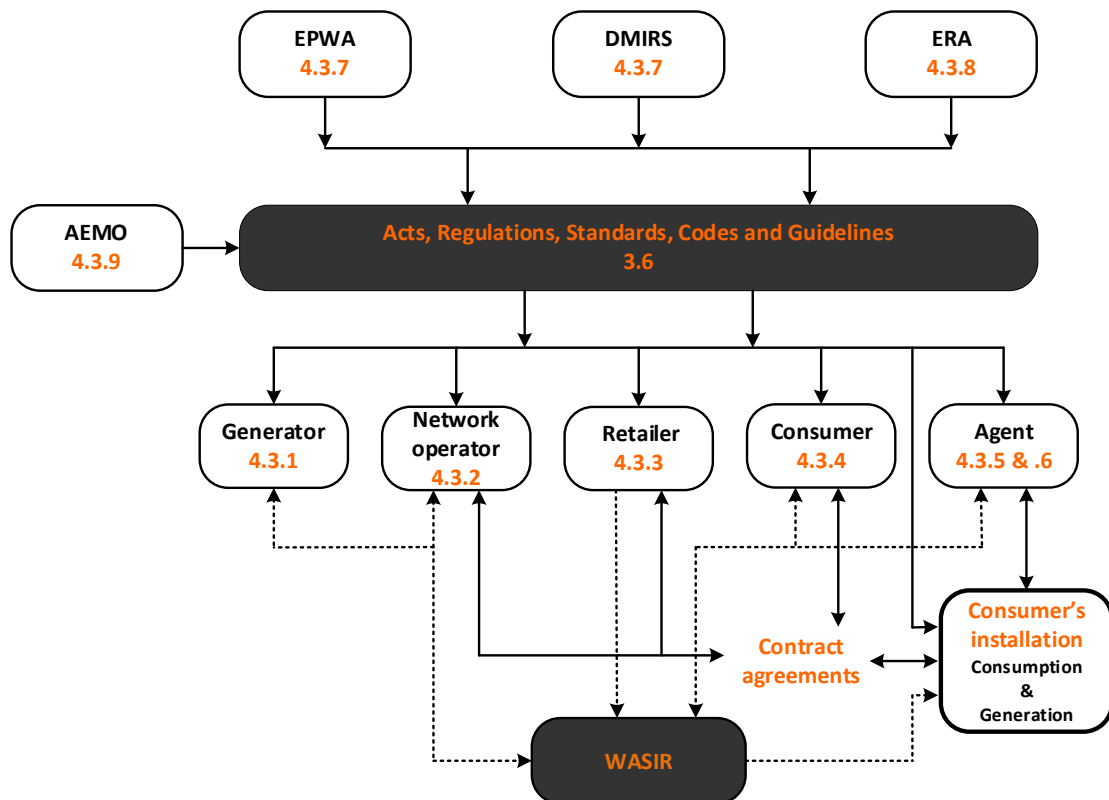 EPWA
4.3.7
DMIRS
4.3.7
ERA
4.3.8
AEMO
4.3.9
Acts, Regulations, Standards, Codes and Guidelines
3.6
Generator
4.3.1
Network
operator
4.3.2
Retailer
4.3.3
Consumer
4.3.4
Agent
4.3.5 & .6
Contract
agreements
Consumer’s
installation
Consumption
&
Generation
WASIR